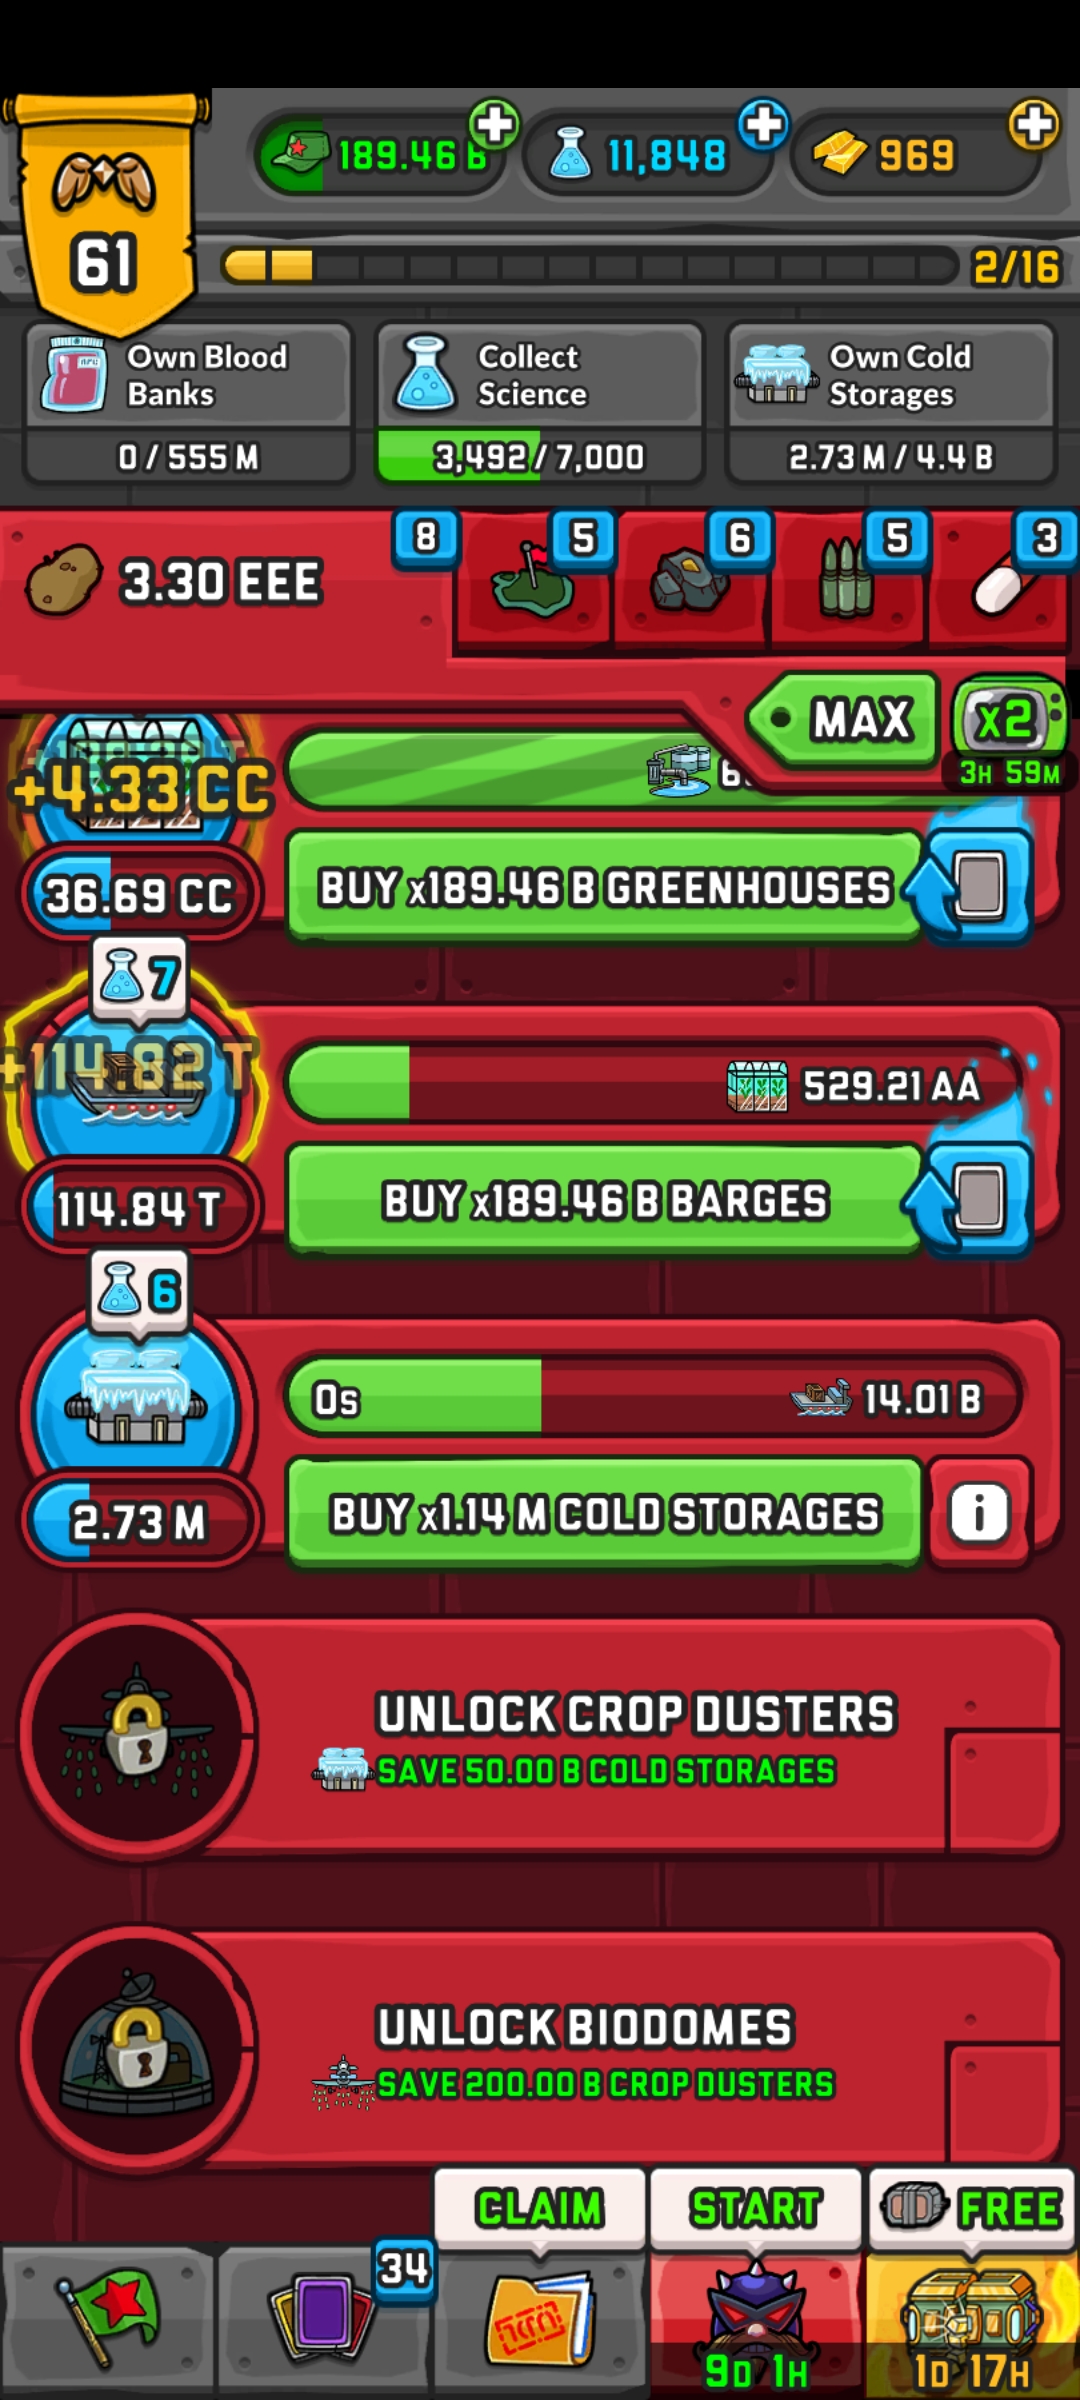 189.46 B
11,848
969
61
2/16
Own Blood
Banks
0 / 555 M
Collect
Science
3,492 / 7,000
Own Cold
Storages
2.73 M / 4.4 B
3.30 EEE
8
5
6
5
3
MAX
x2
3H 59M
+4.33 CC
36.69 CC
BUY x189.46 B GREENHOUSES
7
+114.82 T
529.21 AA
114.84 T
BUY x189.46 B BARGES
6
0s
14.01 B
2.73 M
BUY x1.14 M COLD STORAGES
i
UNLOCK CROP DUSTERS
SAVE 50.00 B COLD STORAGES
UNLOCK BIODOMES
SAVE 200.00 B CROP DUSTERS
CLAIM
START
FREE
34
9D 1H
1D 17H